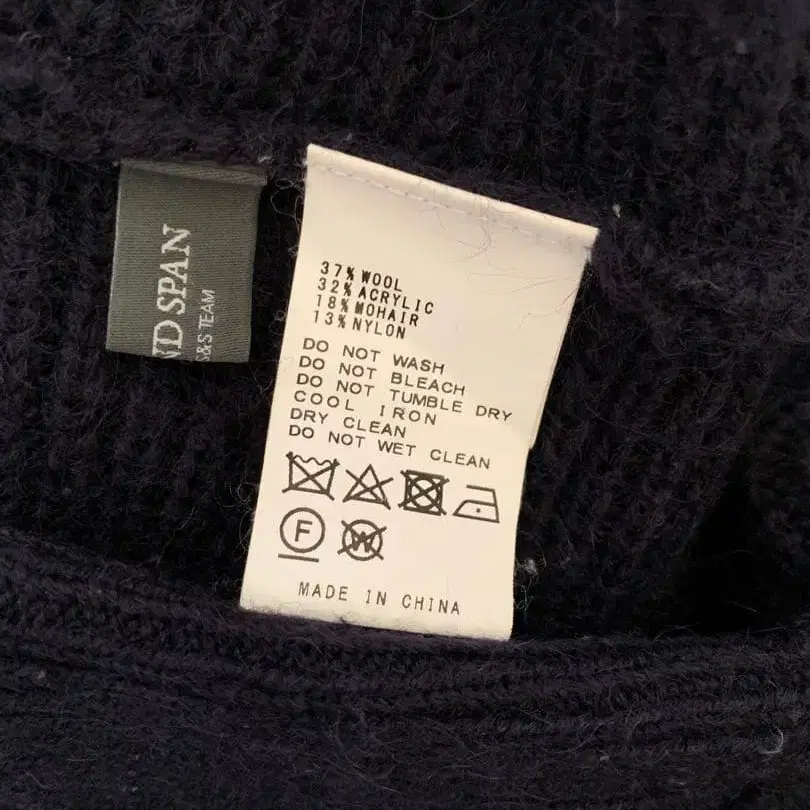 ND SPAN
S&S TEAM
37% WOOL
32% ACRYLIC
18% MOHAIR
13% NYLON
DO NOT WASH
DO NOT BLEACH
DO NOT TUMBLE DRY
COOL IRON
DRY CLEAN
DO NOT WET CLEAN
F
W
MADE IN CHINA